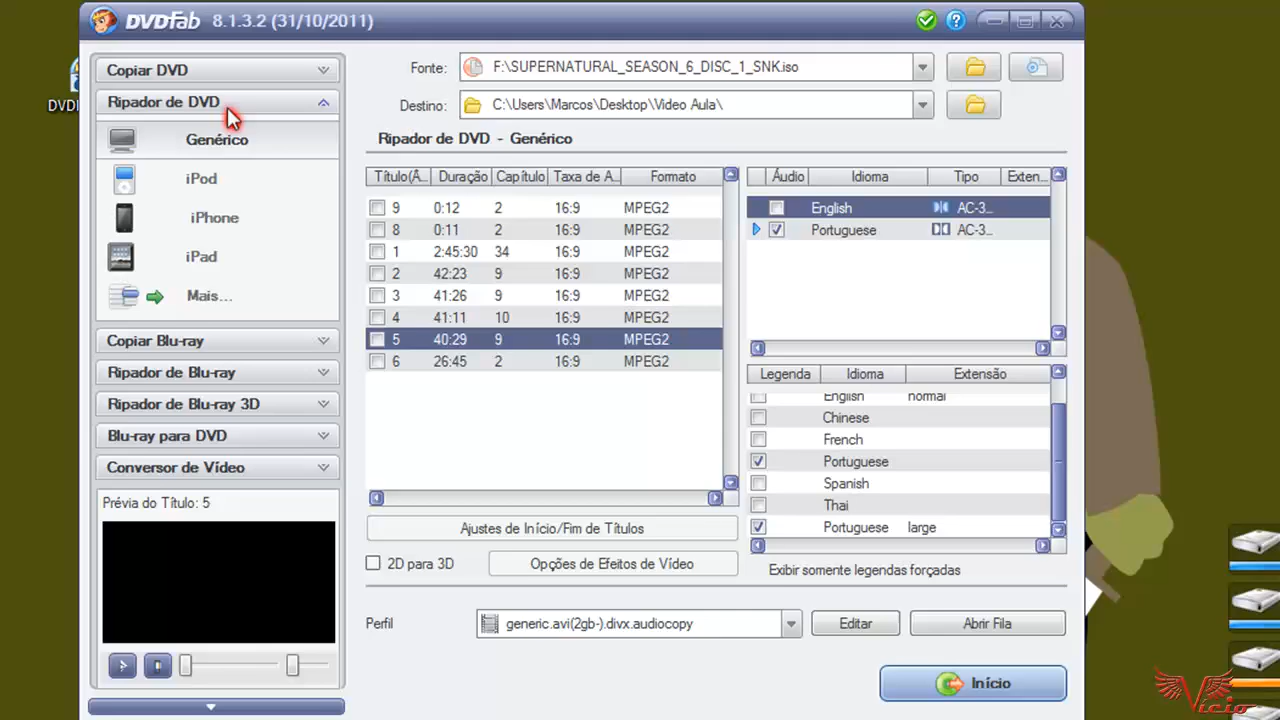 DVDFab 8.1.3.2 (31/10/2011)
DVDF
Copiar DVD
Ripador de DVD
Genérico
iPod
iPhone
iPad
Mais...
Copiar Blu-ray
Ripador de Blu-ray
Ripador de Blu-ray 3D
Blu-ray para DVD
Conversor de Vídeo
Prévia do Título: 5
Fonte: F:\SUPERNATURAL_SEASON_6_DISC_1_SNK.iso
Destino: C:\Users\Marcos\Desktop\Video Aula\
Ripador de DVD - Genérico
Título(Â... Duração Capítulo Taxa de A... Formato
9 0:12 2 16:9 MPEG2
8 0:11 2 16:9 MPEG2
1 2:45:30 34 16:9 MPEG2
2 42:23 9 16:9 MPEG2
3 41:26 9 16:9 MPEG2
4 41:11 10 16:9 MPEG2
5 40:29 9 16:9 MPEG2
6 26:45 2 16:9 MPEG2
Áudio Idioma Tipo Exten...
English AC-3...
Portuguese AC-3...
Legenda Idioma Extensão
English normal
Chinese
French
Portuguese
Spanish
Thai
Portuguese large
Ajustes de Início/Fim de Títulos
2D para 3D
Opções de Efeitos de Vídeo
Exibir somente legendas forçadas
Perfil generic.avi(2gb-).divx.audiocopy Editar Abrir Fila
Início
Vicio